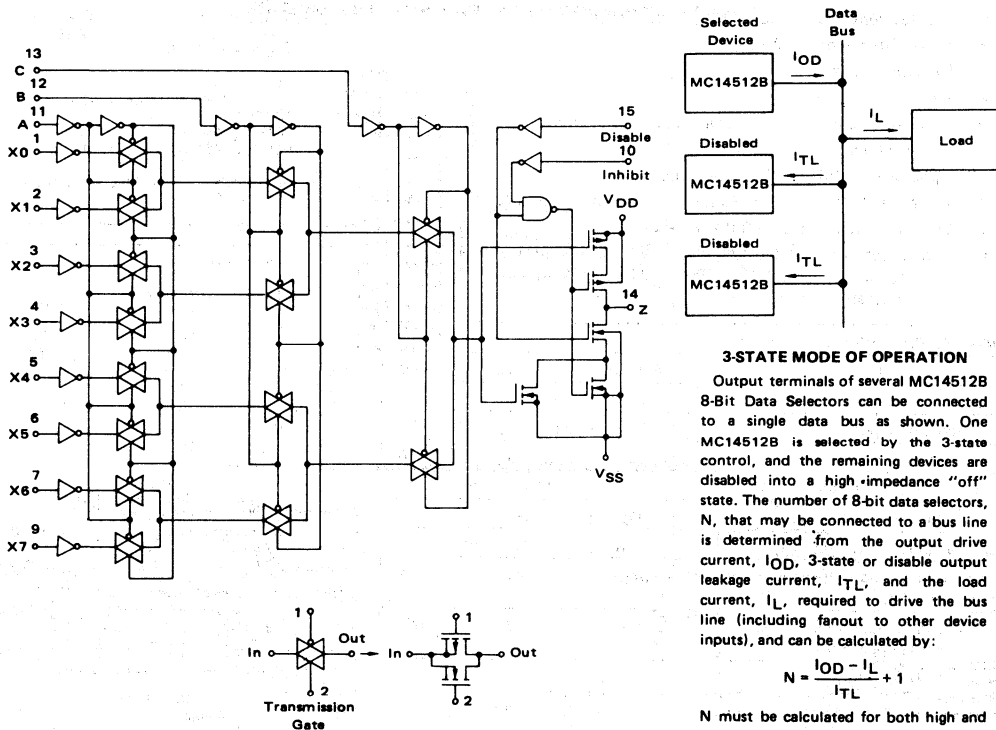 13
C
12
B
11
A
1
X0
2
X1
3
X2
4
X3
5
X4
6
X5
7
X6
9
X7
15
Disable
10
Inhibit
VDD
14
Z
VSS
1
In
Out
2
Transmission
Gate
1
In
Out
2
Selected
Device
Data
Bus
MC14512B
IOD
IL
Load
Disabled
MC14512B
ITL
Disabled
MC14512B
ITL
3-STATE MODE OF OPERATION
Output terminals of several MC14512B
8-Bit Data Selectors can be connected
to a single data bus as shown. One
MC14512B is selected by the 3-state
control, and the remaining devices are
disabled into a high-impedance "off"
state. The number of 8-bit data selectors,
N, that may be connected to a bus line
is determined from the output drive
current, IOD, 3-state or disable output
leakage current, ITL, and the load
current, IL, required to drive the bus
line (including fanout to other device
inputs), and can be calculated by:
N = IOD – IL / ITL + 1
N must be calculated for both high and